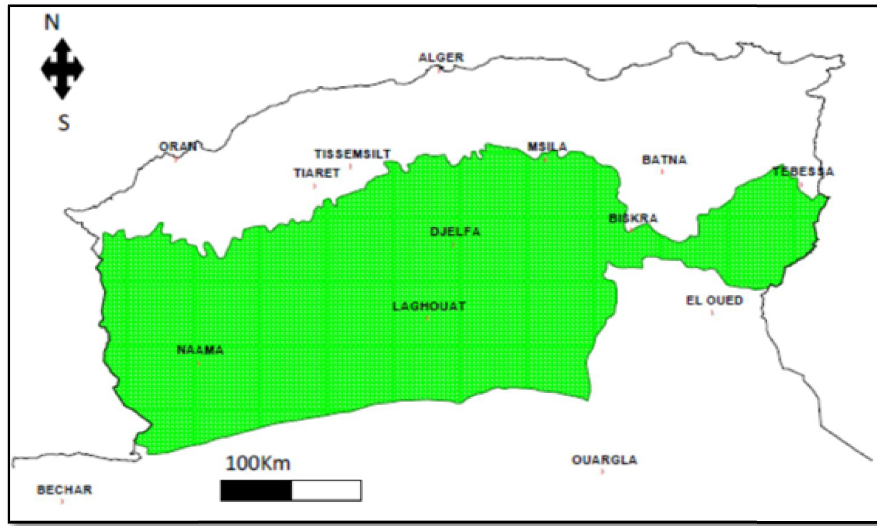 N
S
ALGER
ORAN
TISSEMSILT
TIARET
MSILA
BATNA
TEBESSA
BISKRA
DJELFA
EL OUED
LAGHOUAT
NAAMA
100Km
OUARGLA
BECHAR